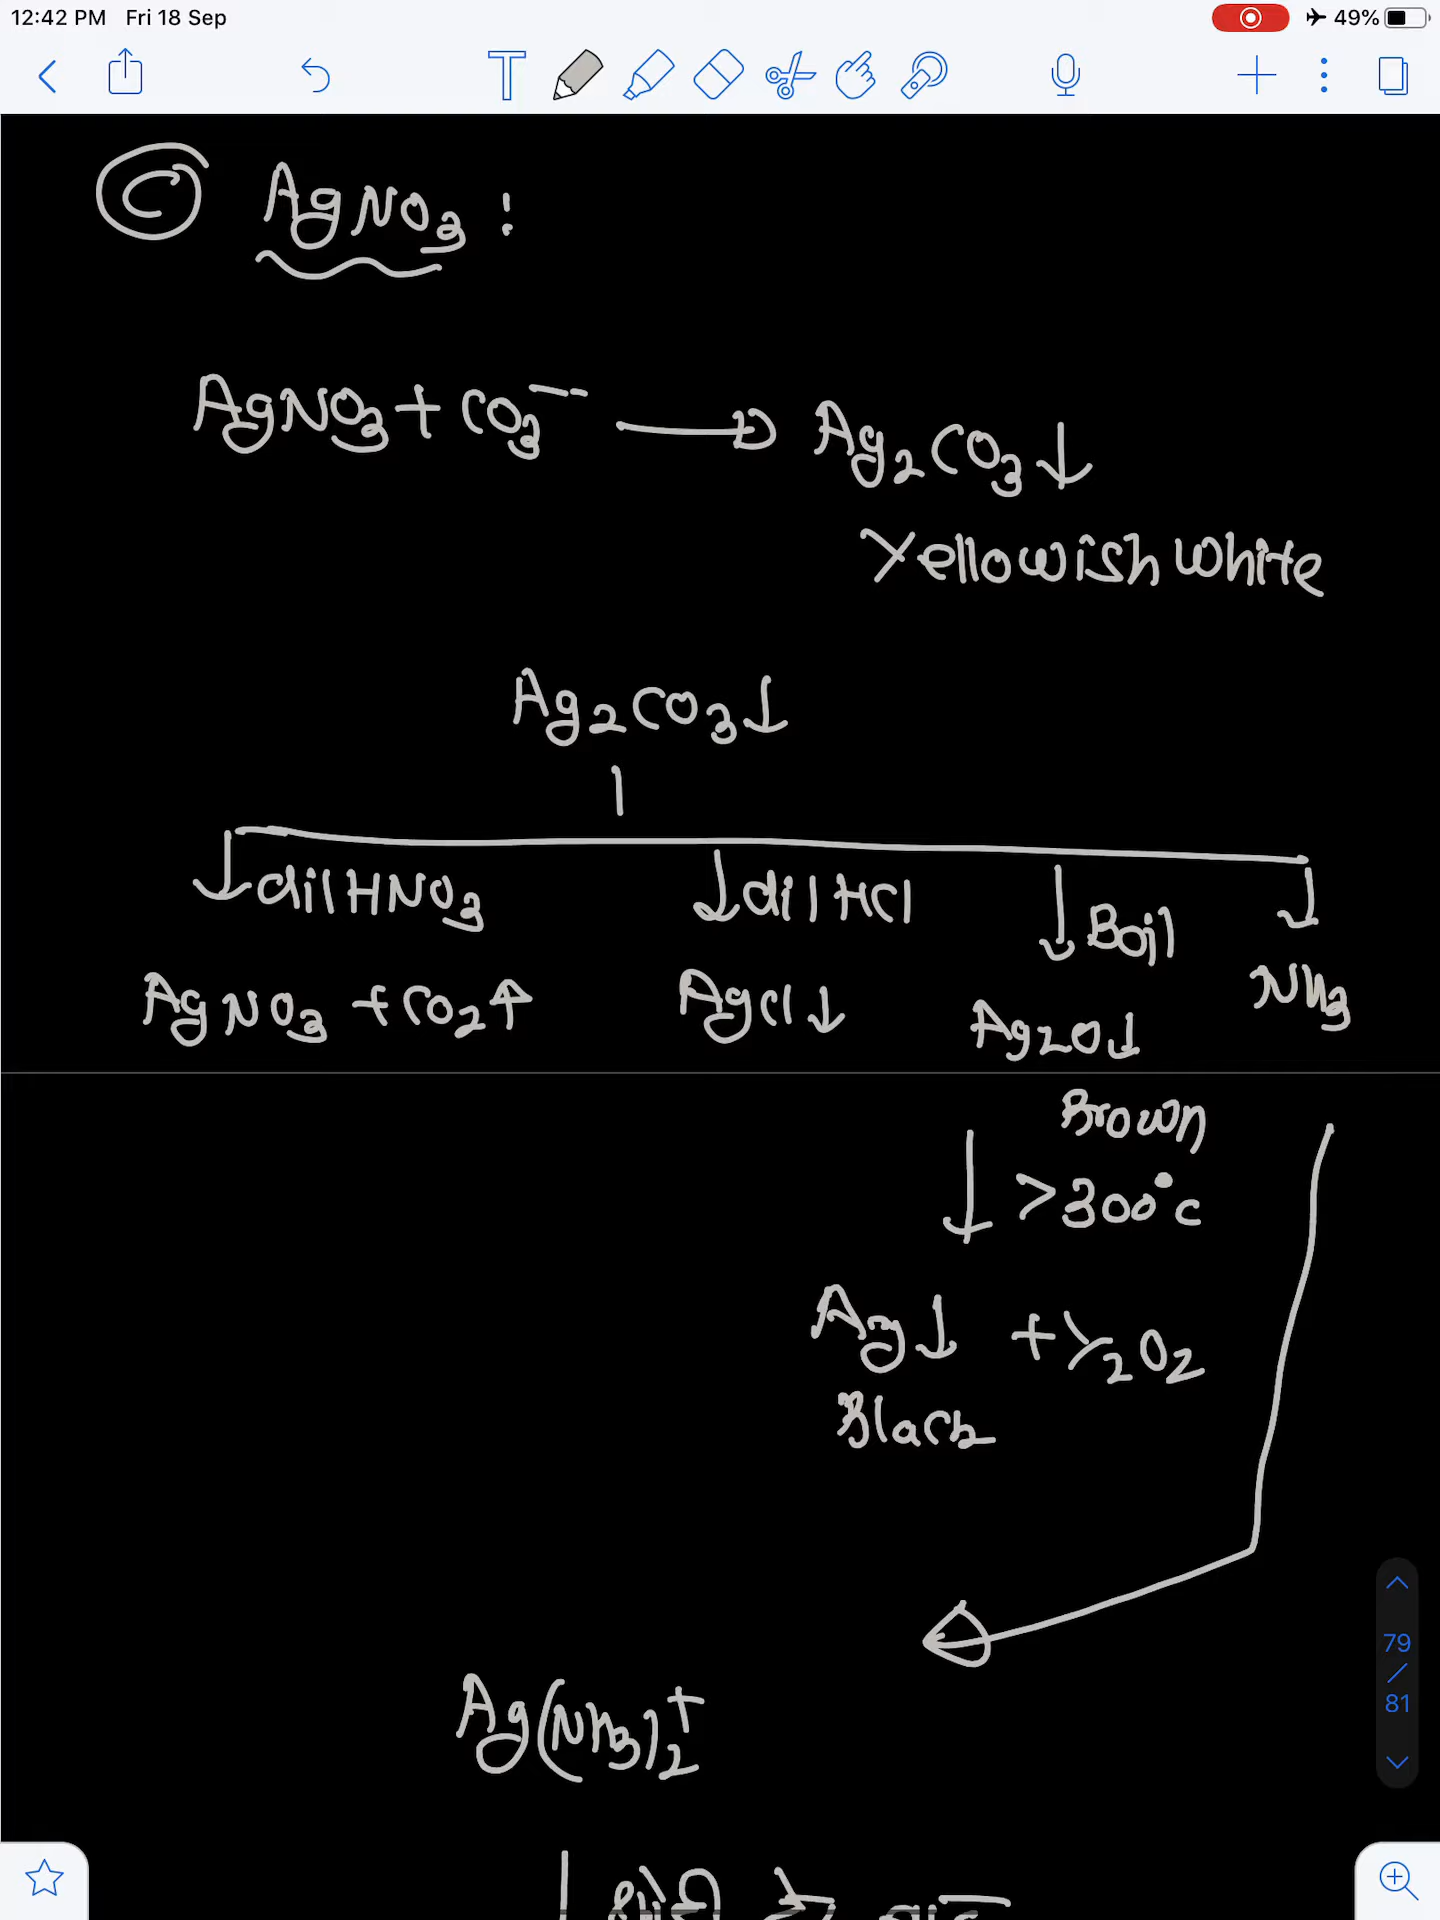 12:42 PM Fri 18 Sep 49%
T
C AgNO₃ :
AgNO₃ + CO₃⁻⁻ → Ag₂CO₃↓
Yellowish white
Ag₂CO₃↓
↓ dil HNO₃ ↓ dil HCl ↓ Boil ↓ NH₃
AgNO₃ + CO₂↑ AgCl↓ Ag₂O↓
Brown
↓ >300°C
Ag↓ + ½O₂
Black
Ag(NH₃)₂⁺
79
/
81